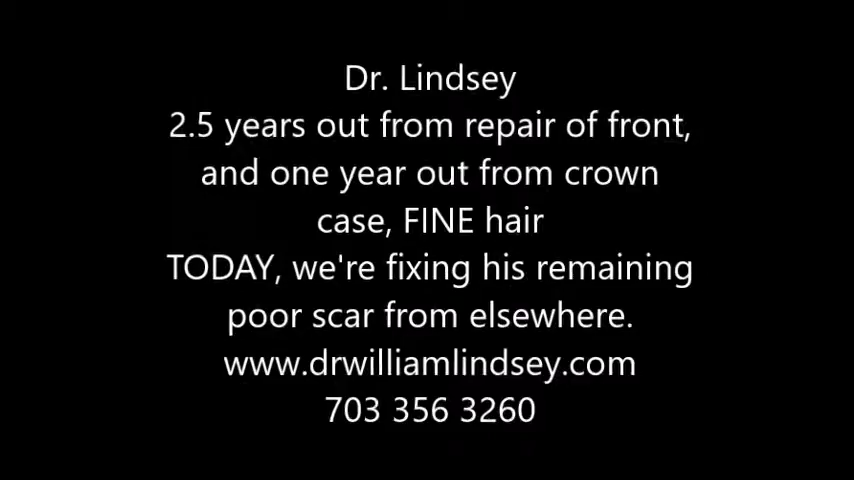 Dr. Lindsey
2.5 years out from repair of front,
and one year out from crown
case, FINE hair
TODAY, we're fixing his remaining
poor scar from elsewhere.
www.drwilliamlindsey.com
703 356 3260